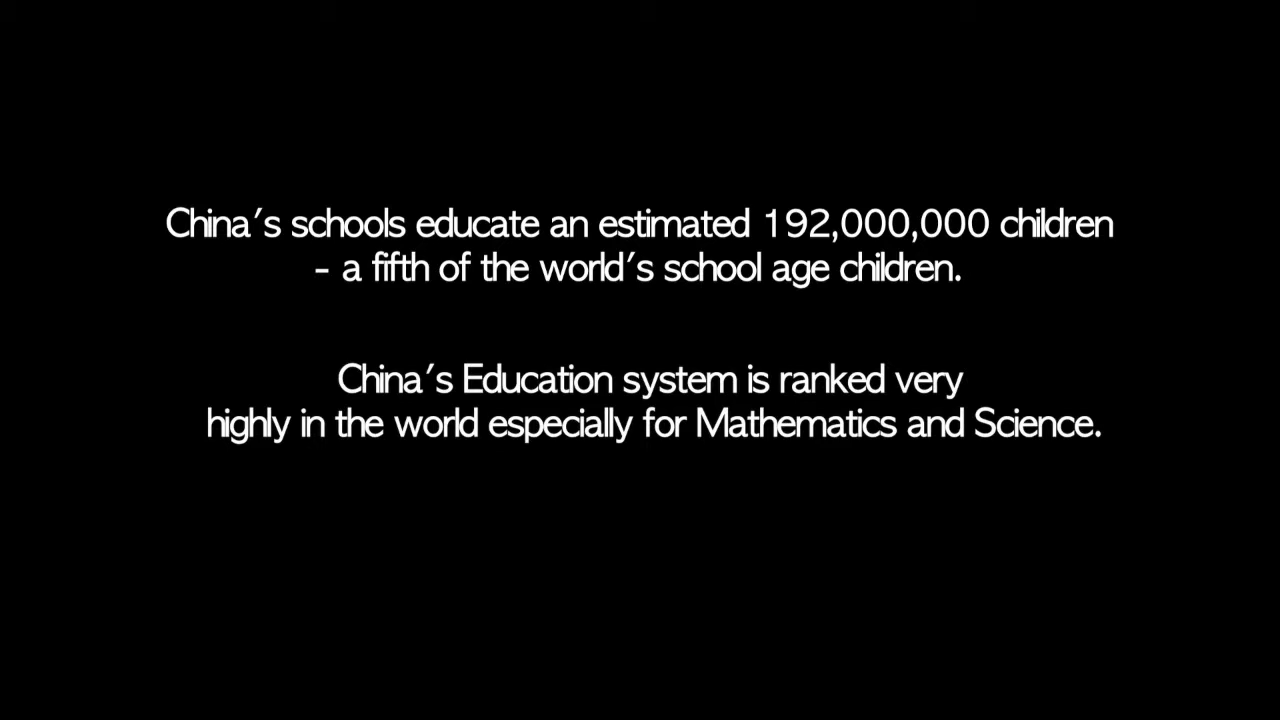 China's schools educate an estimated 192,000,000 children
- a fifth of the world's school age children.
China's Education system is ranked very
highly in the world especially for Mathematics and Science.